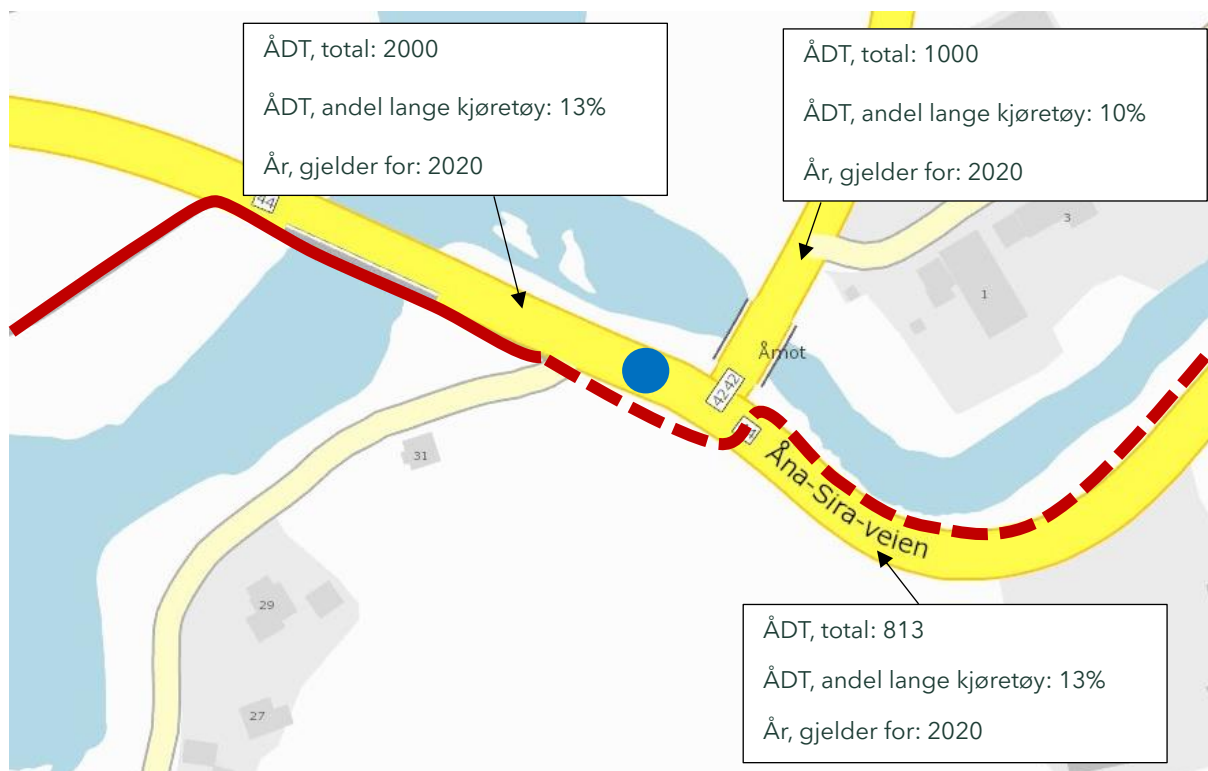 ÅDT, total: 2000
ÅDT, andel lange kjøretøy: 13%
År, gjelder for: 2020
ÅDT, total: 1000
ÅDT, andel lange kjøretøy: 10%
År, gjelder for: 2020
44
3
1
Åmot
4242
31
Åna-Sira-veien
29
27
ÅDT, total: 813
ÅDT, andel lange kjøretøy: 13%
År, gjelder for: 2020